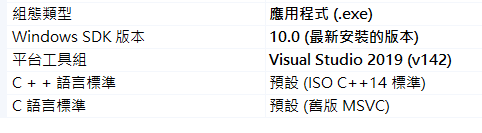 組態類型 應用程式 (.exe)
Windows SDK 版本 10.0 (最新安裝的版本)
平台工具組 Visual Studio 2019 (v142)
C + + 語言標準 預設 (ISO C++14 標準)
C 語言標準 預設 (舊版 MSVC)